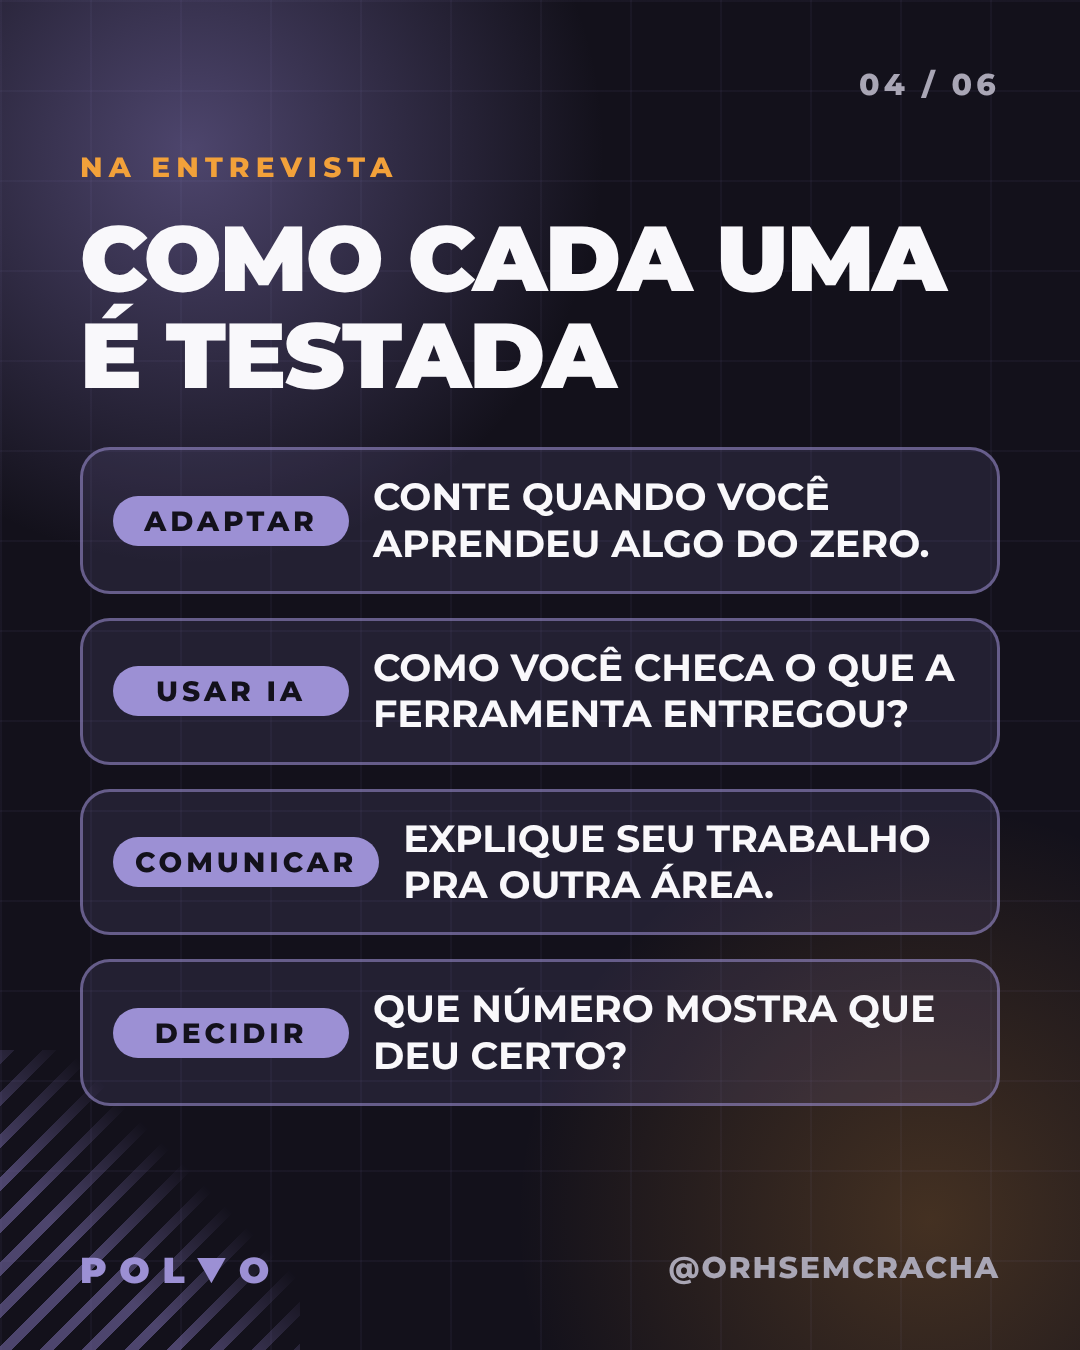 04 / 06
NA ENTREVISTA
COMO CADA UMA
É TESTADA
ADAPTAR
CONTE QUANDO VOCÊ
APRENDEU ALGO DO ZERO.
USAR IA
COMO VOCÊ CHECA O QUE A
FERRAMENTA ENTREGOU?
COMUNICAR
EXPLIQUE SEU TRABALHO
PRA OUTRA ÁREA.
DECIDIR
QUE NÚMERO MOSTRA QUE
DEU CERTO?
POL▼O
@ORHSEMCRACHA